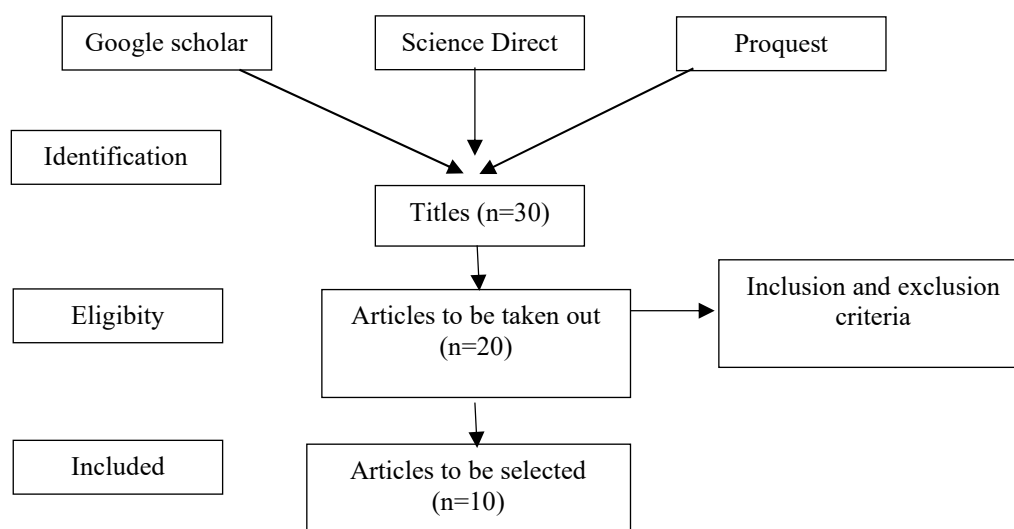 Google scholar
Science Direct
Proquest
Identification
Titles (n=30)
Eligibity
Articles to be taken out
(n=20)
Inclusion and exclusion
criteria
Included
Articles to be selected
(n=10)